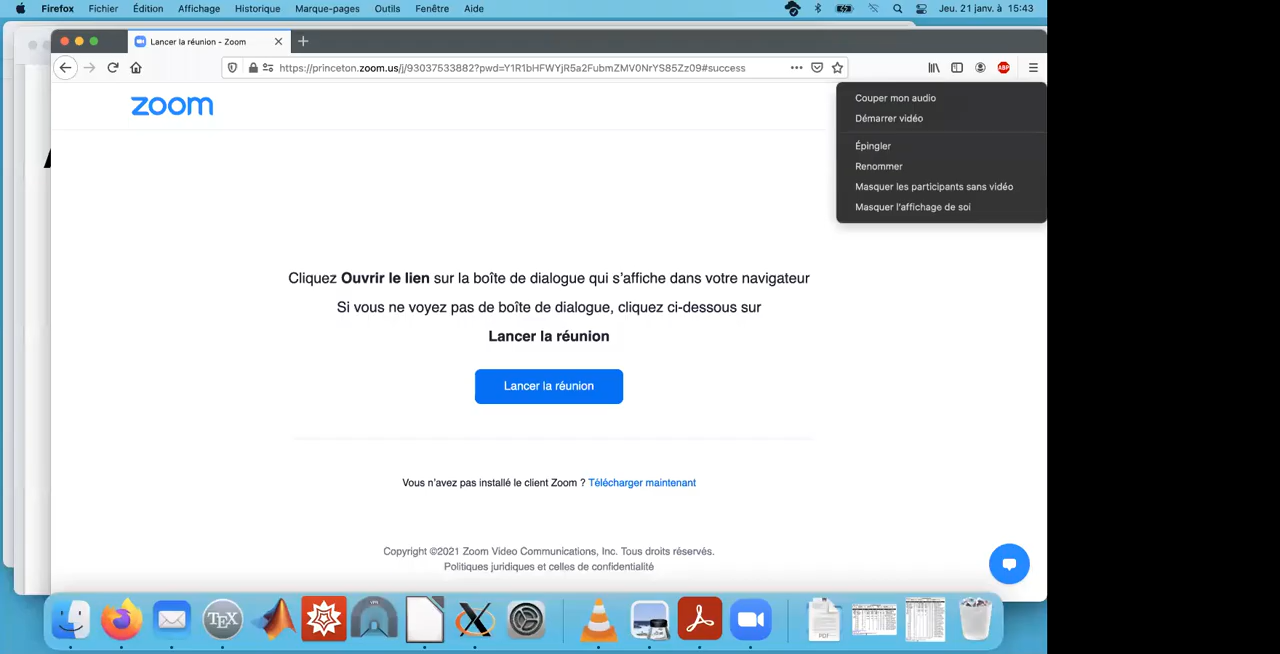 Firefox Fichier Édition Affichage Historique Marque-pages Outils Fenêtre Aide Jeu. 21 janv. à 15:43
Lancer la réunion - Zoom
https://princeton.zoom.us/j/93037533882?pwd=Y1R1bHFWYjR5a2FubmZMV0NrYS85Zz09#success
ABP
zoom
Couper mon audio
Démarrer vidéo
Épingler
Renommer
Masquer les participants sans vidéo
Masquer l'affichage de soi
Cliquez Ouvrir le lien sur la boîte de dialogue qui s'affiche dans votre navigateur
Si vous ne voyez pas de boîte de dialogue, cliquez ci-dessous sur
Lancer la réunion
Lancer la réunion
Vous n'avez pas installé le client Zoom ? Télécharger maintenant
Copyright ©2021 Zoom Video Communications, Inc. Tous droits réservés.
Politiques juridiques et celles de confidentialité
TEX
VPN
PDF